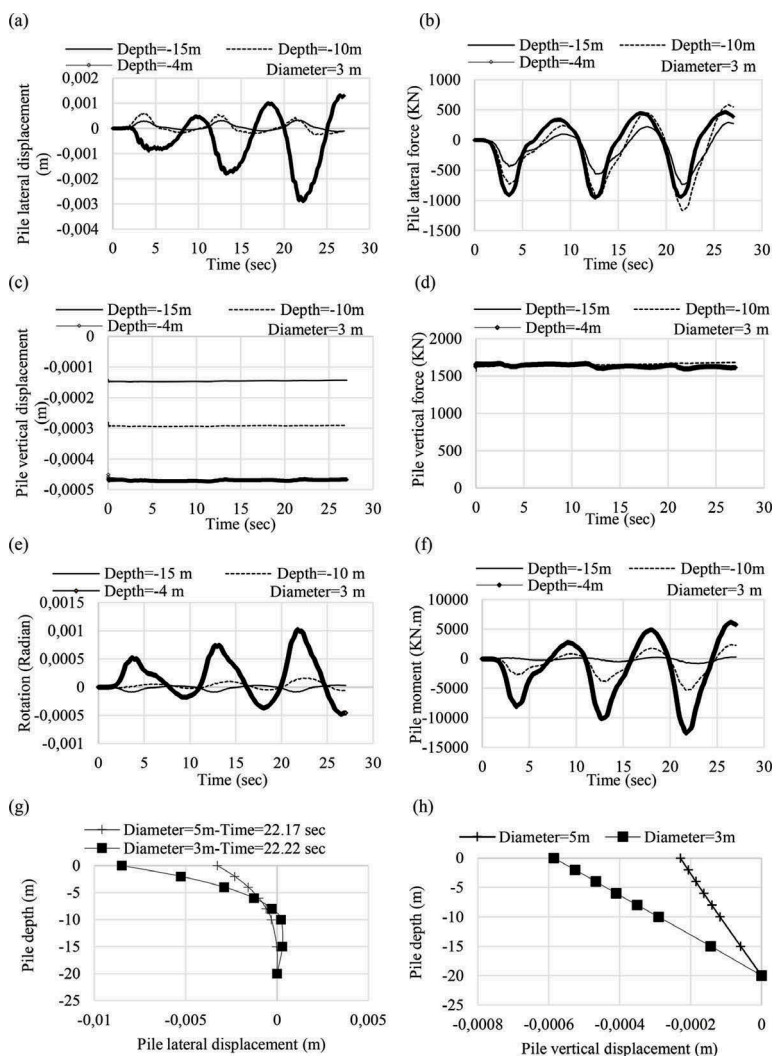 (a)
Depth=-15m Depth=-10m
Depth=-4m Diameter=3 m
0,002
0,001
0
-0,001
-0,002
-0,003
-0,004
Pile lateral displacement
(m)
0 5 10 15 20 25 30
Time (sec)
(b)
Depth=-15m Depth=-10m
Depth=-4m Diameter=3 m
1000
500
0
-500
-1000
-1500
Pile lateral force (KN)
0 5 10 15 20 25 30
Time (sec)
(c)
Depth=-15m Depth=-10m
Depth=-4m Diameter=3 m
0
-0,0001
-0,0002
-0,0003
-0,0004
-0,0005
Pile vertical displacement
(m)
0 5 10 15 20 25 30
Time (sec)
(d)
Depth=-15m Depth=-10m
Depth=-4m Diameter=3 m
2000
1500
1000
500
0
Pile vertical force (KN)
0 5 10 15 20 25 30
Time (sec)
(e)
Depth=-15 m Depth=-10 m
Depth=-4 m Diameter=3 m
0,0015
0,001
0,0005
0
-0,0005
-0,001
Rotation (Radian)
0 5 10 15 20 25 30
Time (sec)
(f)
Depth=-15m Depth=-10m
Depth=-4m Diameter=3 m
10000
5000
0
-5000
-10000
-15000
Pile moment (KN.m)
0 5 10 15 20 25 30
Time (sec)
(g)
Diameter=5m-Time=22.17 sec
Diameter=3m-Time=22.22 sec
0
-5
-10
-15
-20
-25
Pile depth (m)
-0,01 -0,005 0 0,005
Pile lateral displacement (m)
(h)
Diameter=5m Diameter=3m
0
-5
-10
-15
-20
-25
Pile depth (m)
-0,0008 -0,0006 -0,0004 -0,0002 0
Pile vertical displacement (m)